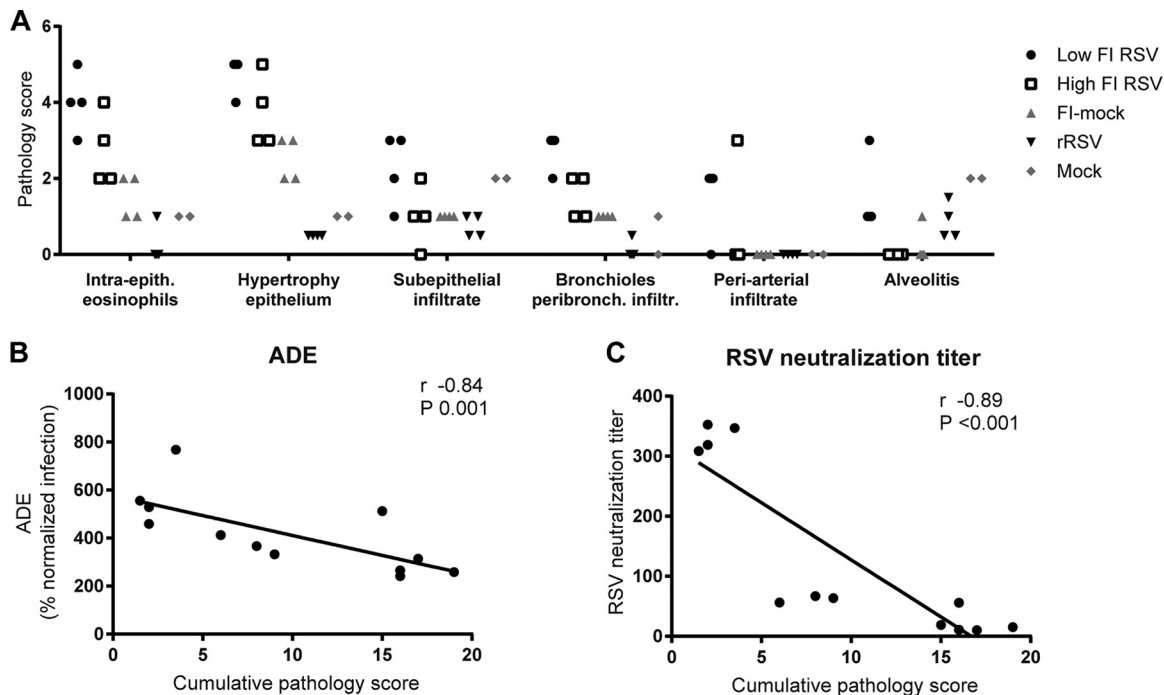 A
6
4
2
0
Pathology score
Intra-epith.
eosinophils
Hypertrophy
epithelium
Subepithelial
infiltrate
Bronchioles
peribronch. infiltr.
Peri-arterial
infiltrate
Alveolitis
Low FI RSV
High FI RSV
FI-mock
rRSV
Mock
B
ADE
r -0.84
P 0.001
1000
800
600
400
200
0
ADE
(% normalized infection)
0 5 10 15 20
Cumulative pathology score
C
RSV neutralization titer
r -0.89
P <0.001
400
300
200
100
0
RSV neutralization titer
0 5 10 15 20
Cumulative pathology score